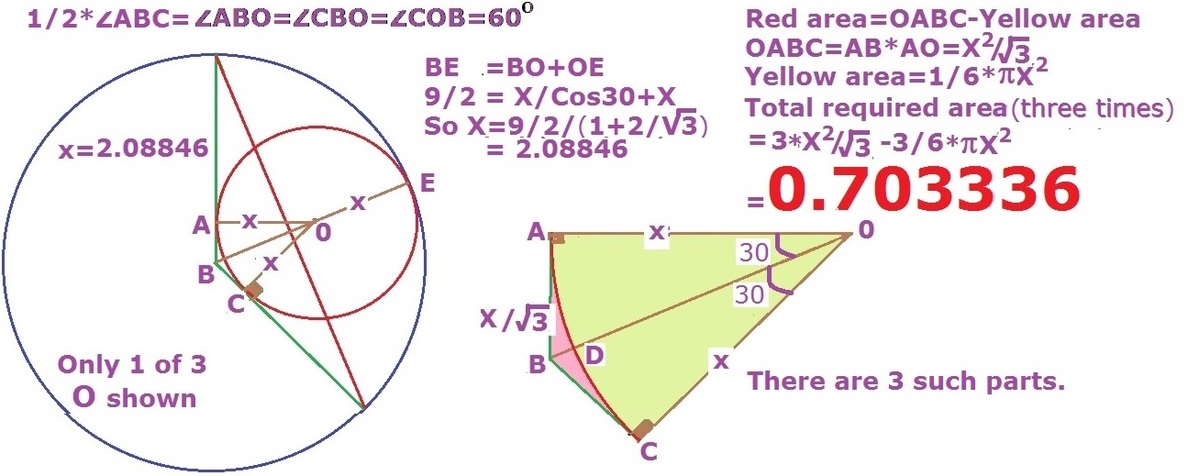 1/2*∠ABC=∠ABO=∠CBO=∠COB=60⁰
x=2.08846
A
x
x
x
0
E
B
C
Only 1 of 3
O shown
BE =BO+OE
9/2 = X/Cos30+X
So X=9/2/(1+2/√3)
= 2.08846
Red area=OABC-Yellow area
OABC=AB*AO=X²/√3
Yellow area=1/6*πX²
Total required area(three times)
=3*X²/√3 -3/6*πX²
=0.703336
A
x
0
30
30
X/√3
B
D
x
C
There are 3 such parts.